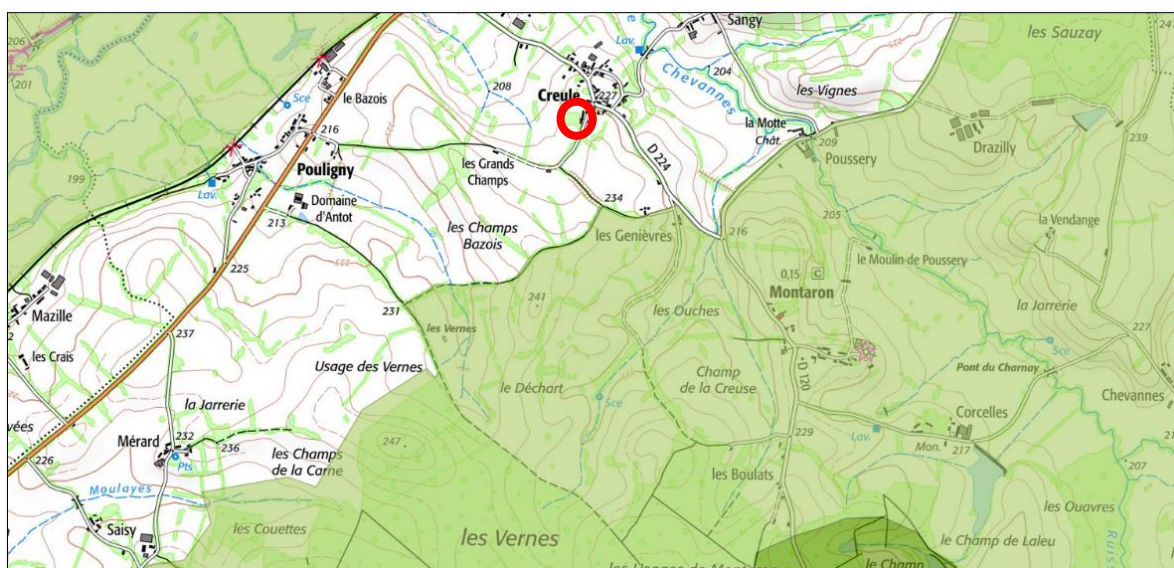 206
201
Sce
le Bazois
208
Creule
227
Lav.
Sangy
Chevannes
204
les Vignes
la Motte
Chât.
209
Poussery
les Sauzay
Drazilly
239
199
Lav.
216
Pouligny
Domaine
d'Antot
213
les Grands
Champs
D 224
234
les Champs
Bazois
les Genièvres
216
205
la Vendange
le Moulin de Poussery
225
225
Mazille
les Crais
237
231
241
les Vernes
les Ouches
0,15
C
Montaron
la Jarrerie
227
Sce
Usage des Vernes
le Déchart
Champ
de la Creuse
D 120
Pont du Charnay
Chevannes
la Jarrerie
Sce
Corcelles
vées
Mérard
232
236
Pts
les Champs
de la Carne
247
229
Lav.
Mon.
217
226
Moulayes
les Boulats
207
Saisy
les Couettes
les Vernes
les Ouavres
le Champ de Laleu
le Champ